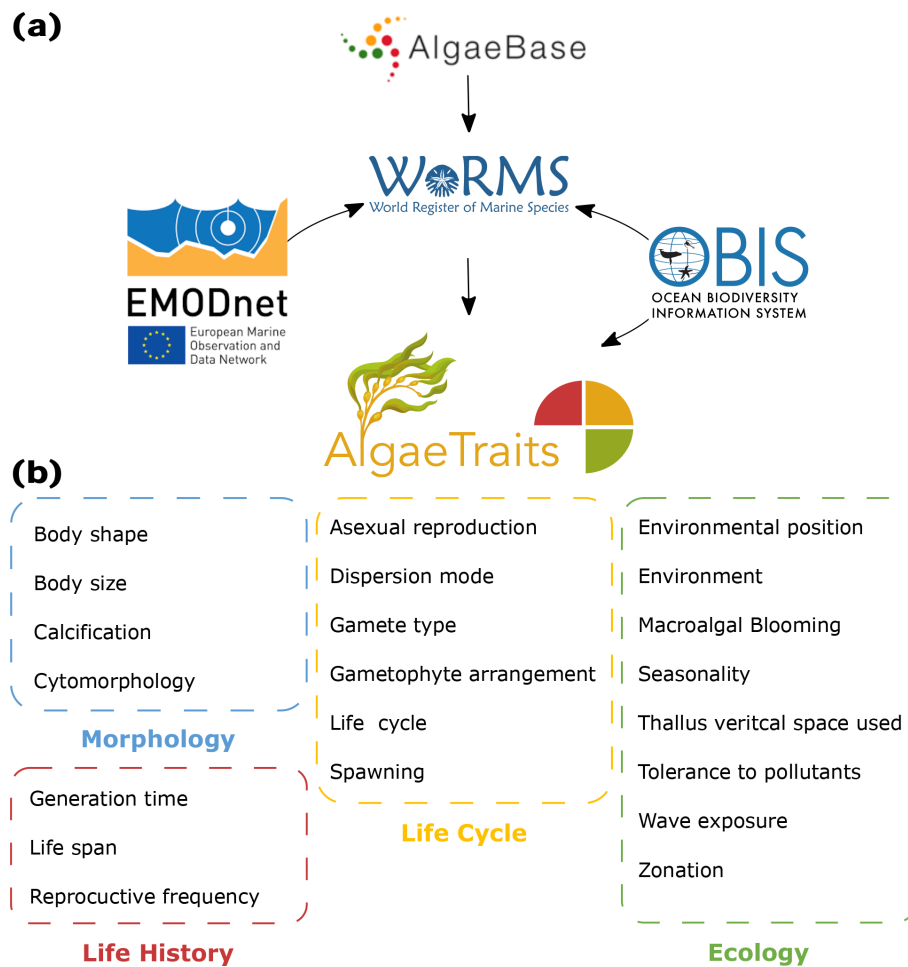 (a)
AlgaeBase
WoRMS
World Register of Marine Species
EMODnet
European Marine
Observation and
Data Network
OBIS
OCEAN BIODIVERSITY
INFORMATION SYSTEM
AlgaeTraits
(b)
Body shape
Body size
Calcification
Cytomorphology
Morphology
Generation time
Life span
Reprocuctive frequency
Life History
Asexual reproduction
Dispersion mode
Gamete type
Gametophyte arrangement
Life cycle
Spawning
Life Cycle
Environmental position
Environment
Macroalgal Blooming
Seasonality
Thallus veritcal space used
Tolerance to pollutants
Wave exposure
Zonation
Ecology